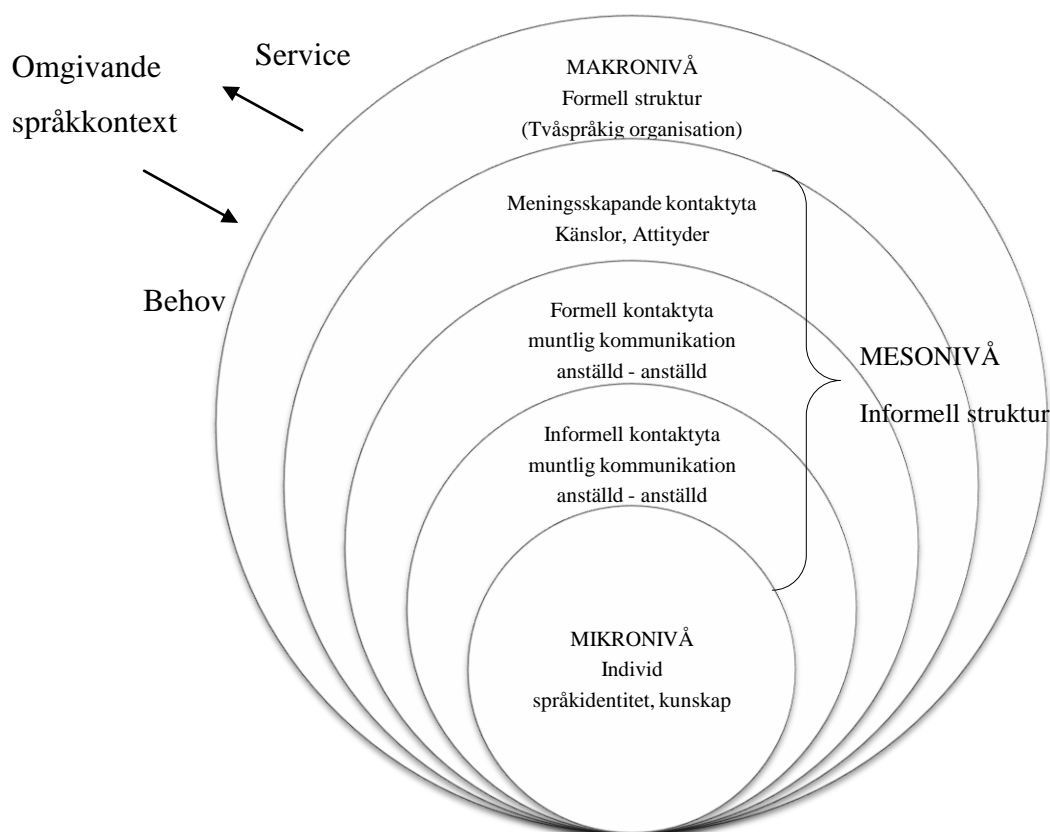 Omgivande
språkkontext
Service
Behov
MAKRONIVÅ
Formell struktur
(Tvåspråkig organisation)
Meningsskapande kontaktyta
Känslor, Attityder
Formell kontaktyta
muntlig kommunikation
anställd - anställd
Informell kontaktyta
muntlig kommunikation
anställd - anställd
MESONIVÅ
Informell struktur
MIKRONIVÅ
Individ
språkidentitet, kunskap